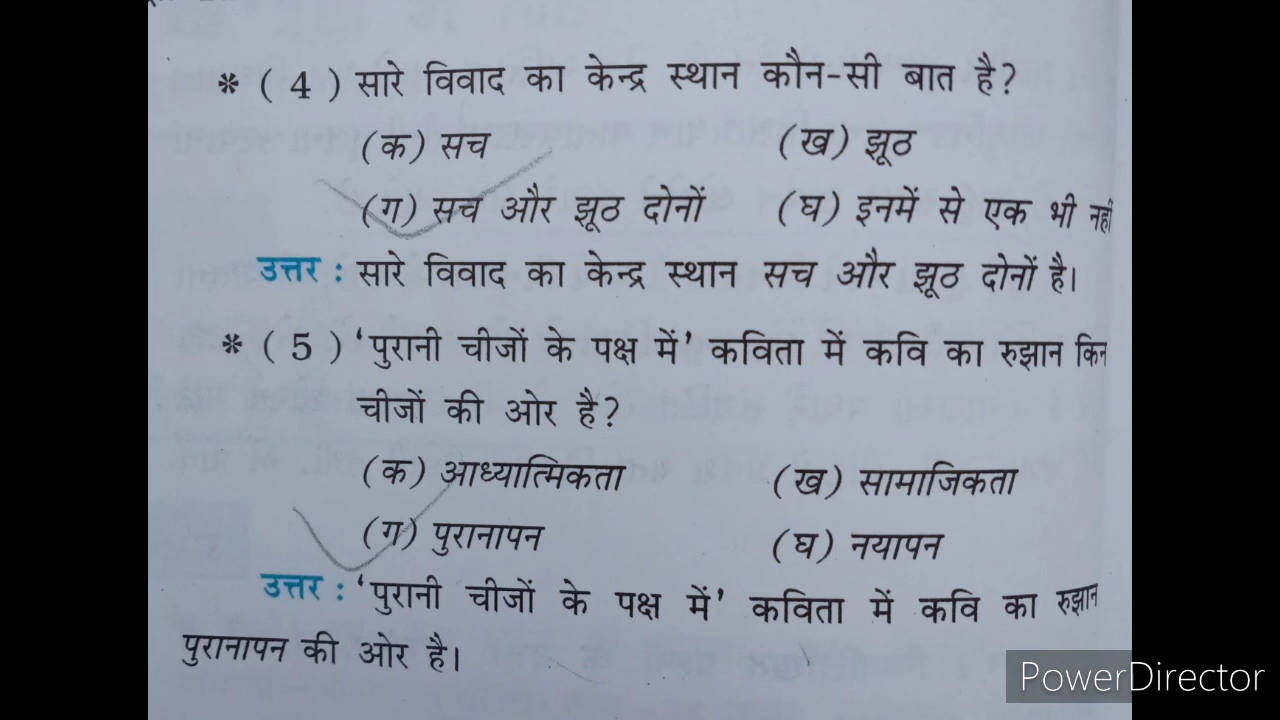 * ( 4 ) सारे विवाद का केन्द्र स्थान कौन-सी बात है?
(क) सच (ख) झूठ
(ग) सच और झूठ दोनों (घ) इनमें से एक भी नहीं
उत्तर : सारे विवाद का केन्द्र स्थान सच और झूठ दोनों है।
* ( 5 ) ‘पुरानी चीजों के पक्ष में’ कविता में कवि का रुझान किन
चीजों की ओर है?
(क) आध्यात्मिकता (ख) सामाजिकता
(ग) पुरानापन (घ) नयापन
उत्तर : ‘पुरानी चीजों के पक्ष में’ कविता में कवि का रुझान
पुरानापन की ओर है।
PowerDirector